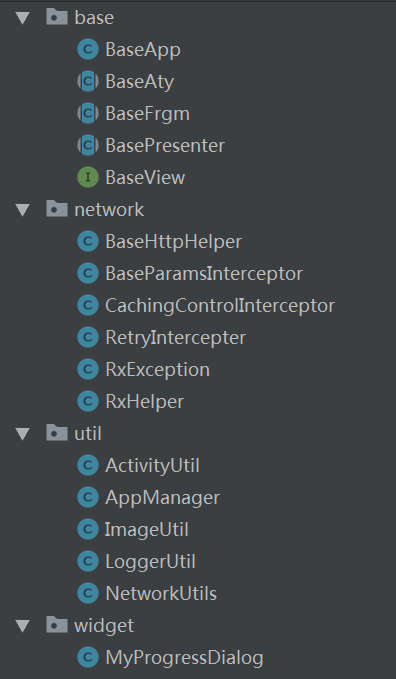 base
C BaseApp
C BaseAty
C BaseFrgm
C BasePresenter
I BaseView
network
C BaseHttpHelper
C BaseParamsInterceptor
C CachingControlInterceptor
C RetryIntercepter
C RxException
C RxHelper
util
C ActivityUtil
C AppManager
C ImageUtil
C LoggerUtil
C NetworkUtils
widget
C MyProgressDialog